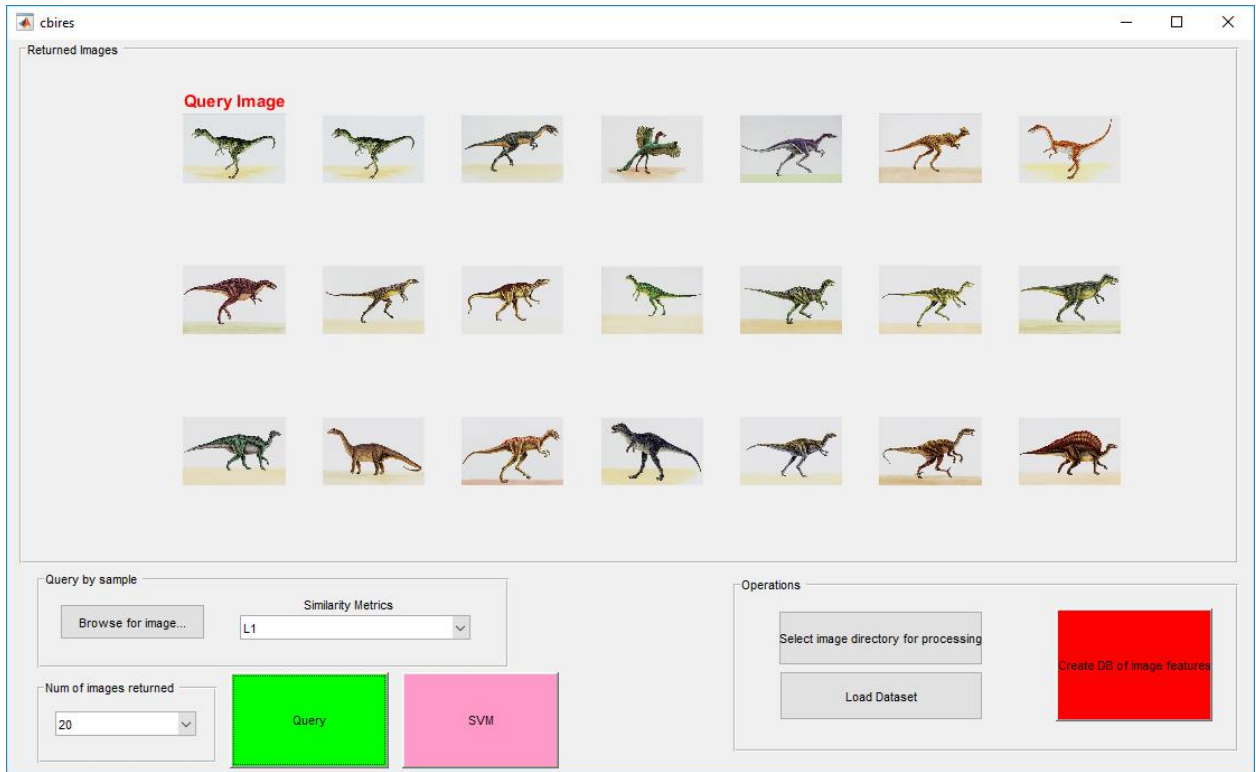 cbires
Returned Images
Query Image
Query by sample
Browse for image...
Similarity Metrics
L1
Num of images returned
20
Query
SVM
Operations
Select image directory for processing
Load Dataset
Create DB of image features